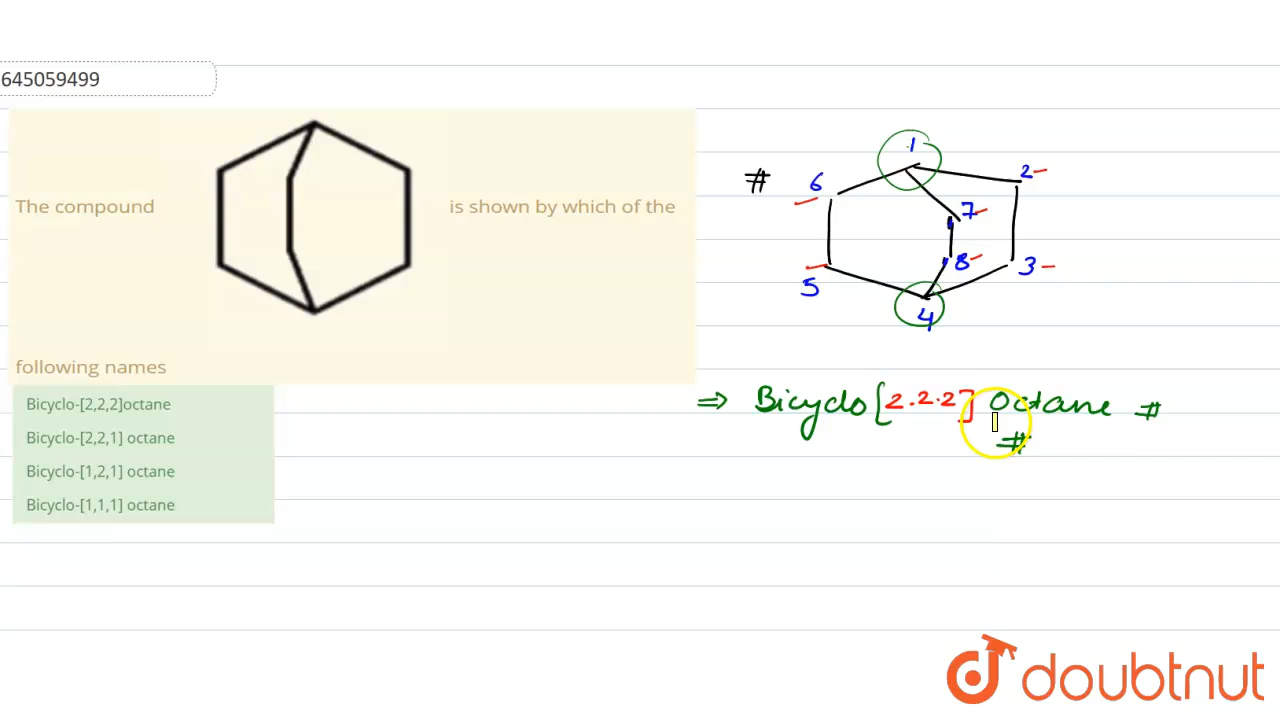 645059499
The compound is shown by which of the
following names
Bicyclo-[2,2,2]octane
Bicyclo-[2,2,1] octane
Bicyclo-[1,2,1] octane
Bicyclo-[1,1,1] octane
#
1
2
6
7
8
3
5
4
⇒ Bicyclo[2.2.2] Octane #
#
doubtnut